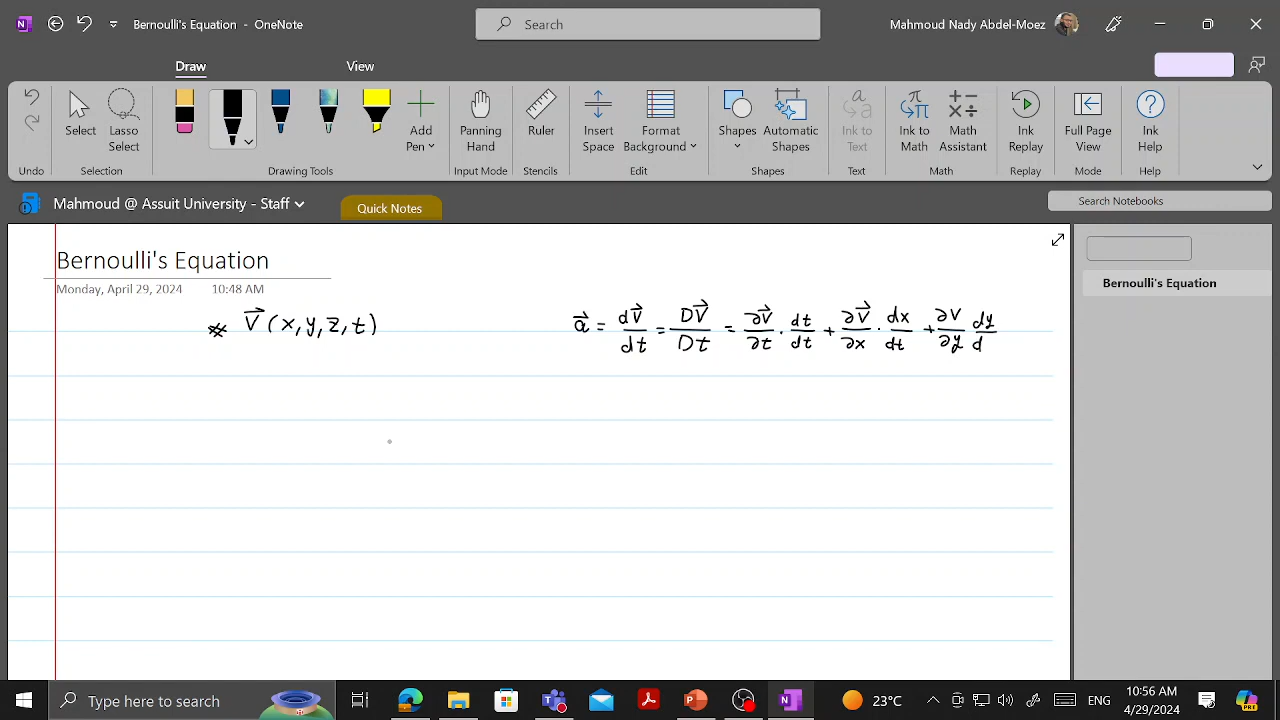 Bernoulli's Equation - OneNote
Search
Mahmoud Nady Abdel-Moez
Draw View
Select Lasso Select Add Pen Panning Hand Ruler Insert Space Format Background Shapes Automatic Shapes Ink to Text Ink to Math Math Assistant Ink Replay Full Page View Ink Help
Undo Selection Drawing Tools Input Mode Stencils Edit Shapes Text Math Replay Mode Help
Mahmoud @ Assuit University - Staff Quick Notes Search Notebooks
Bernoulli's Equation
Monday, April 29, 2024 10:48 AM
Bernoulli's Equation
* V⃗(x,y,z,t) a⃗ = dV⃗/dt = DV⃗/Dt = ∂V⃗/∂t · dt/dt + ∂V⃗/∂x · dx/dt + ∂V/∂y dy/d
Type here to search
23°C
ENG
10:56 AM
4/29/2024